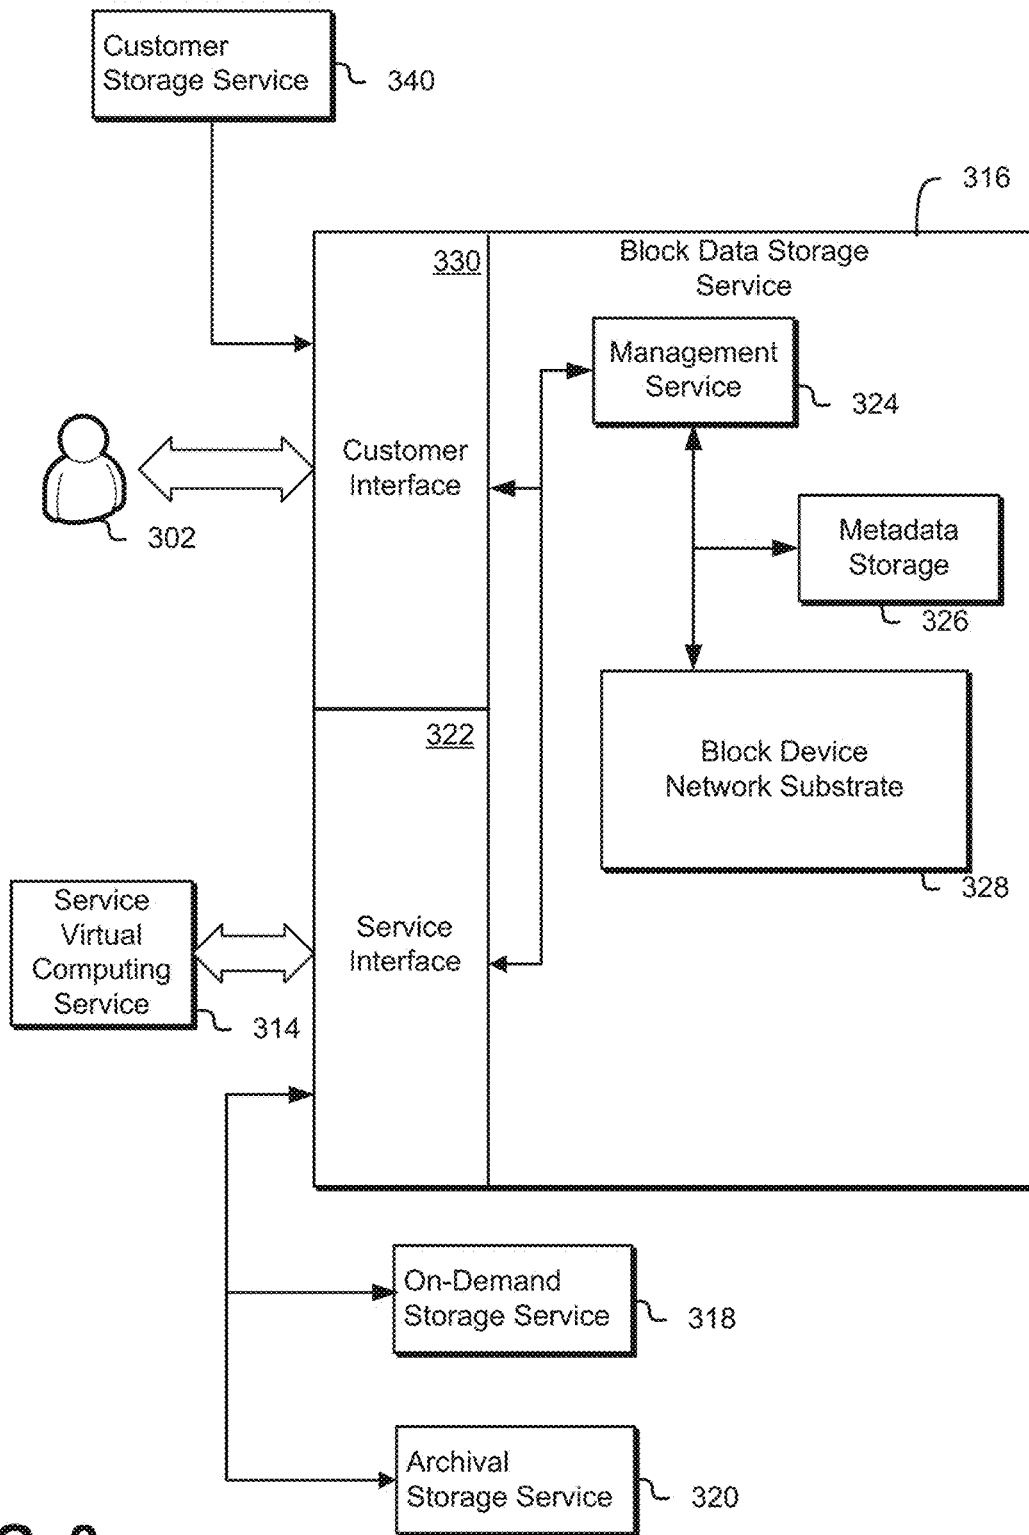 Customer
Storage Service
340
316
330
Block Data Storage
Service
Management
Service
324
Customer
Interface
302
Metadata
Storage
326
322
Block Device
Network Substrate
328
Service
Virtual
Computing
Service
314
Service
Interface
On-Demand
Storage Service
318
Archival
Storage Service
320